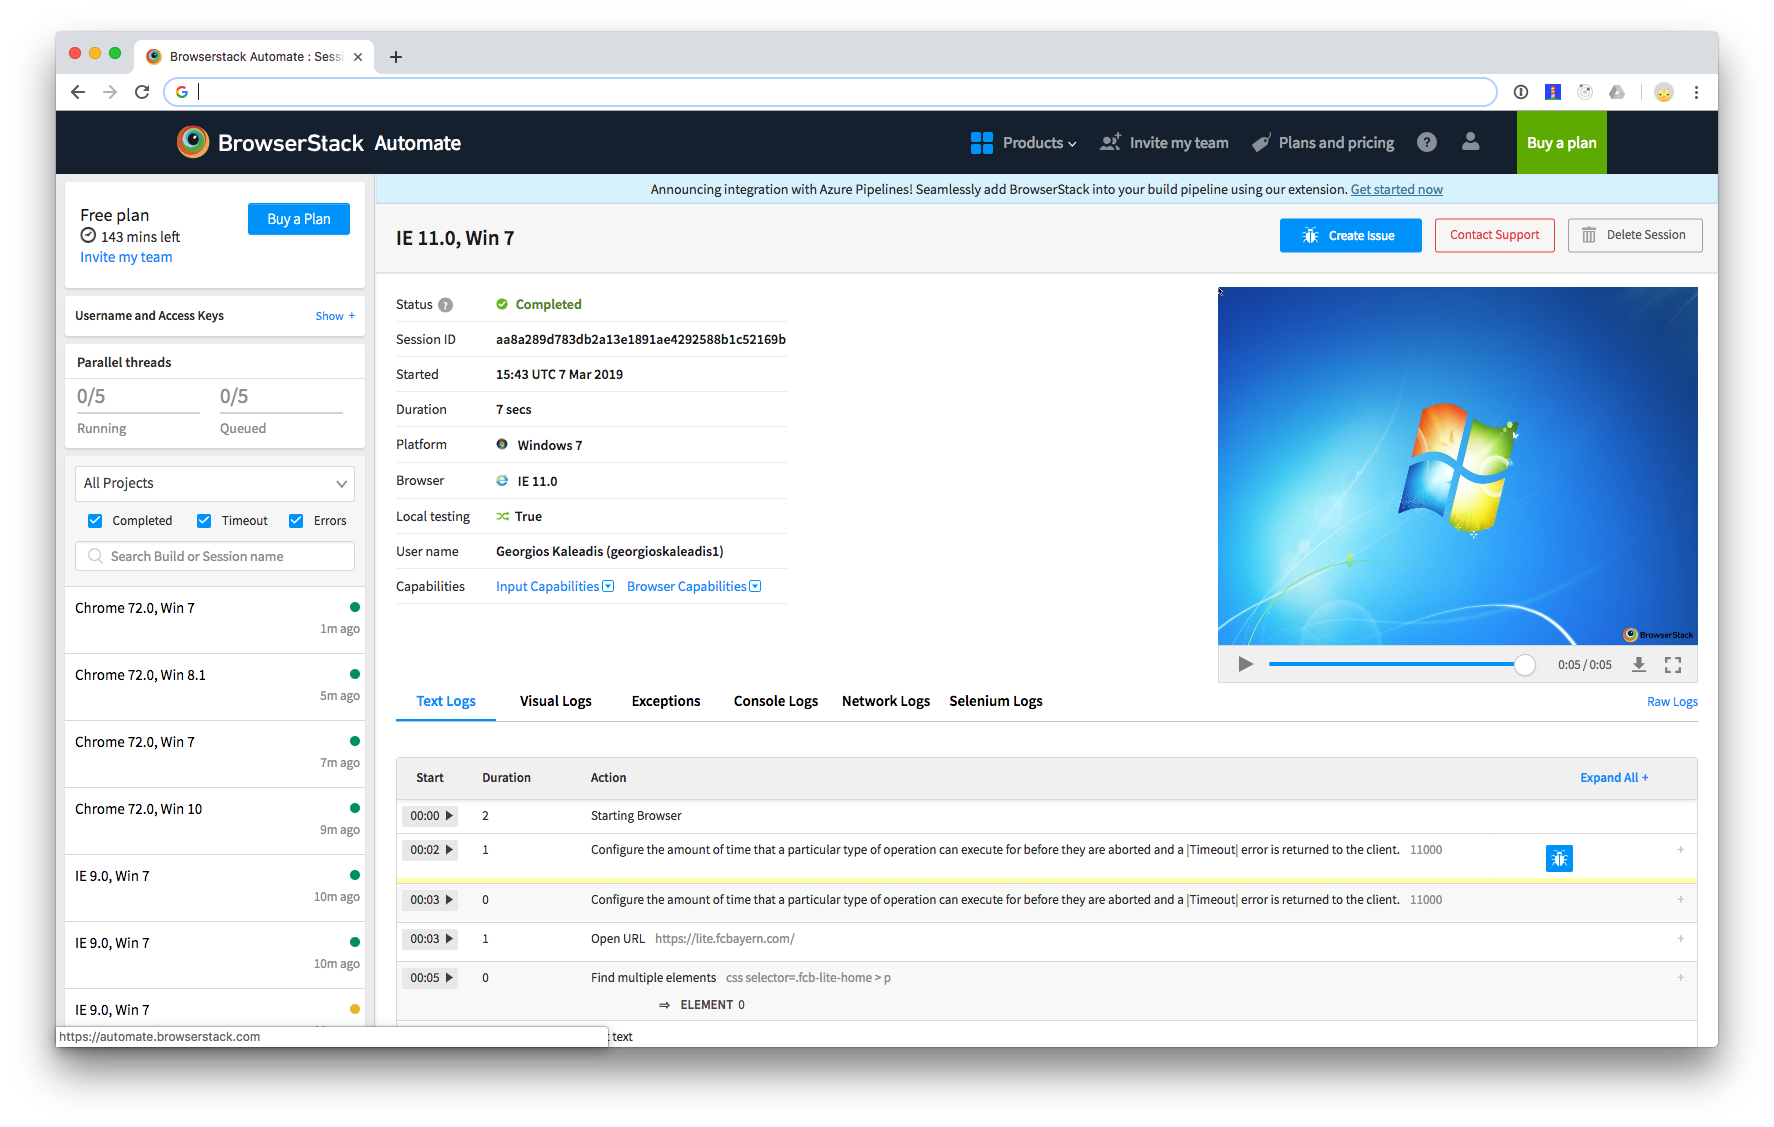 Browserstack Automate : Sess
BrowserStack Automate
Products
Invite my team
Plans and pricing
?
Buy a plan
Announcing integration with Azure Pipelines! Seamlessly add BrowserStack into your build pipeline using our extension. Get started now
Free plan
143 mins left
Invite my team
Buy a Plan
Username and Access Keys
Show +
Parallel threads
0/5
Running
0/5
Queued
All Projects
Completed
Timeout
Errors
Search Build or Session name
Chrome 72.0, Win 7
1m ago
Chrome 72.0, Win 8.1
5m ago
Chrome 72.0, Win 7
7m ago
Chrome 72.0, Win 10
9m ago
IE 9.0, Win 7
10m ago
IE 9.0, Win 7
10m ago
IE 9.0, Win 7
https://automate.browserstack.com
IE 11.0, Win 7
Create Issue
Contact Support
Delete Session
Status ?
Completed
Session ID
aa8a289d783db2a13e1891ae4292588b1c52169b
Started
15:43 UTC 7 Mar 2019
Duration
7 secs
Platform
Windows 7
Browser
IE 11.0
Local testing
True
User name
Georgios Kaleadis (georgioskaleadis1)
Capabilities
Input Capabilities
Browser Capabilities
BrowserStack
0:05 / 0:05
Text Logs
Visual Logs
Exceptions
Console Logs
Network Logs
Selenium Logs
Raw Logs
Start
Duration
Action
Expand All +
00:00
2
Starting Browser
00:02
1
Configure the amount of time that a particular type of operation can execute for before they are aborted and a |Timeout| error is returned to the client. 11000
+
00:03
0
Configure the amount of time that a particular type of operation can execute for before they are aborted and a |Timeout| error is returned to the client. 11000
+
00:03
1
Open URL https://lite.fcbayern.com/
+
00:05
0
Find multiple elements css selector=.fcb-lite-home > p
+
⇒ ELEMENT 0
text